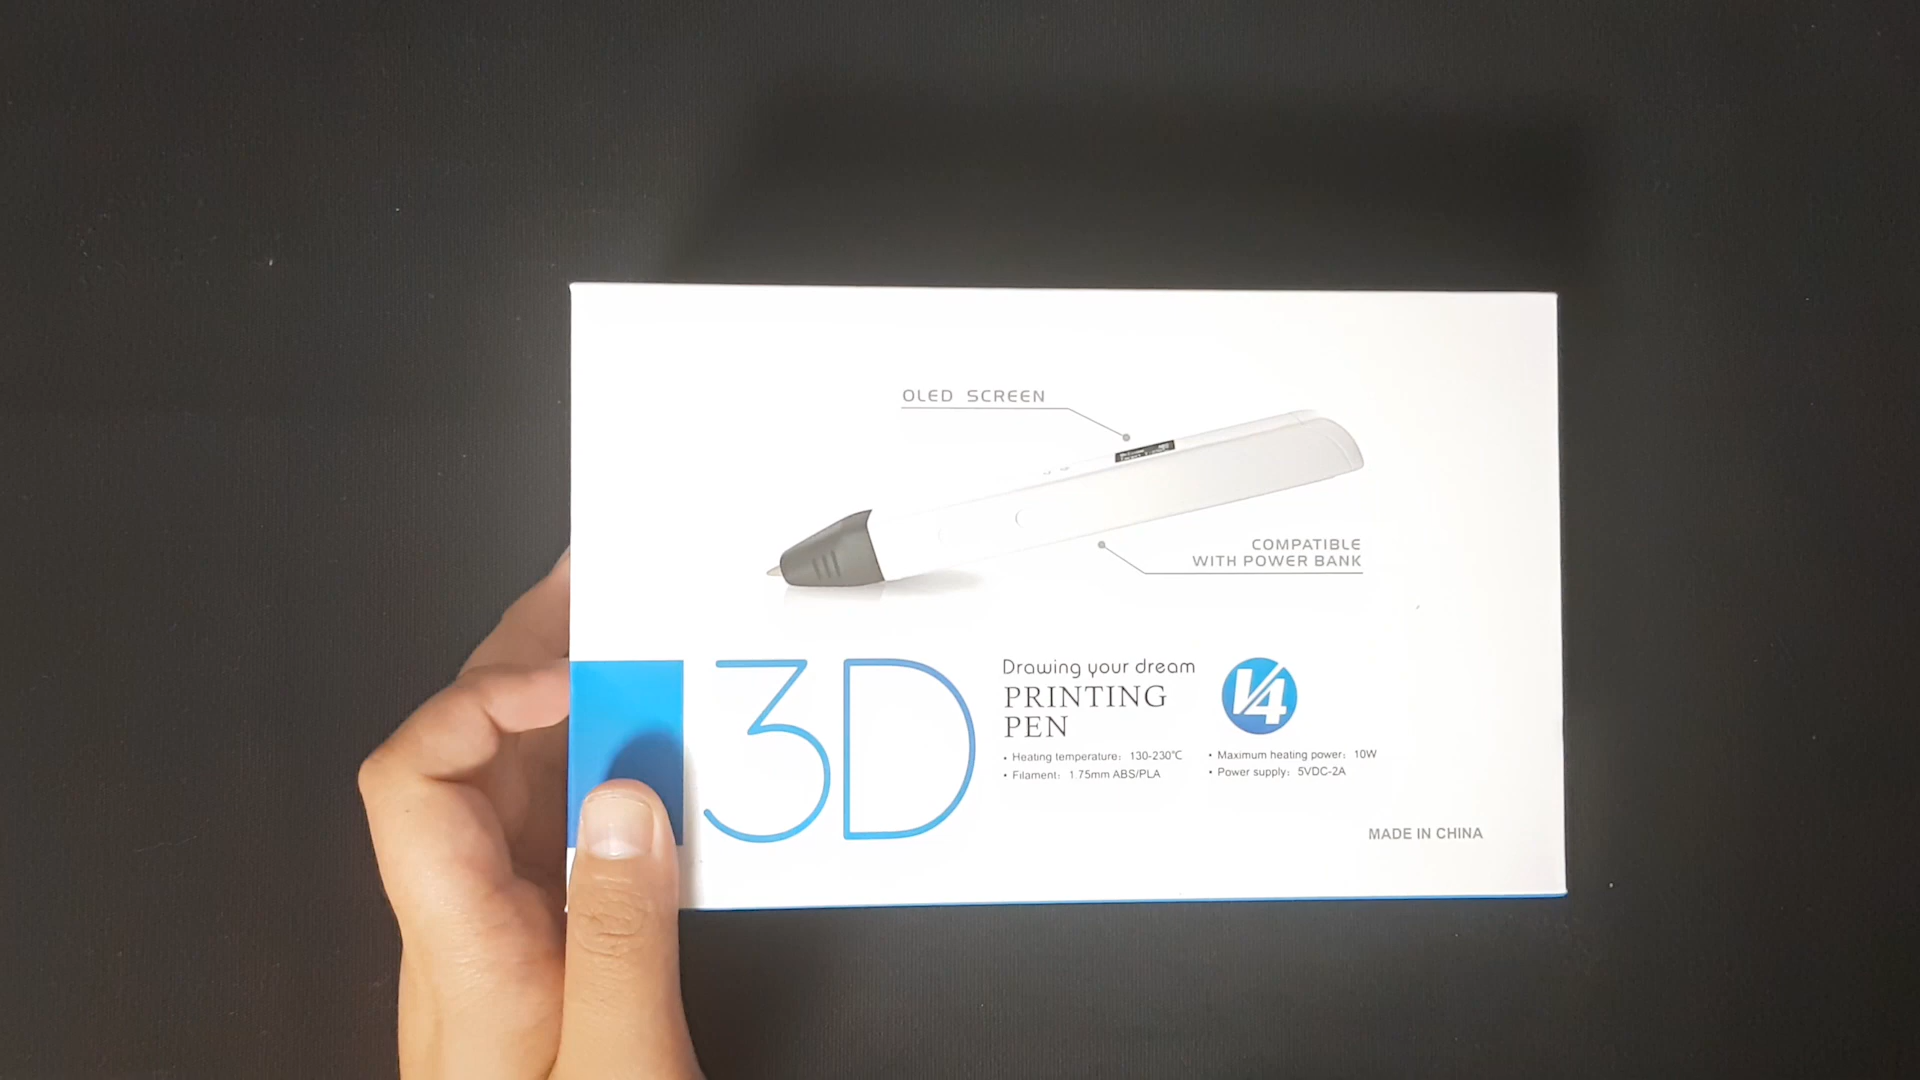 OLED SCREEN
COMPATIBLE
WITH POWER BANK
3D
Drawing your dream
PRINTING
PEN
V4
• Heating temperature: 130-230℃
• Filament: 1.75mm ABS/PLA
• Maximum heating power: 10W
• Power supply: 5VDC-2A
MADE IN CHINA